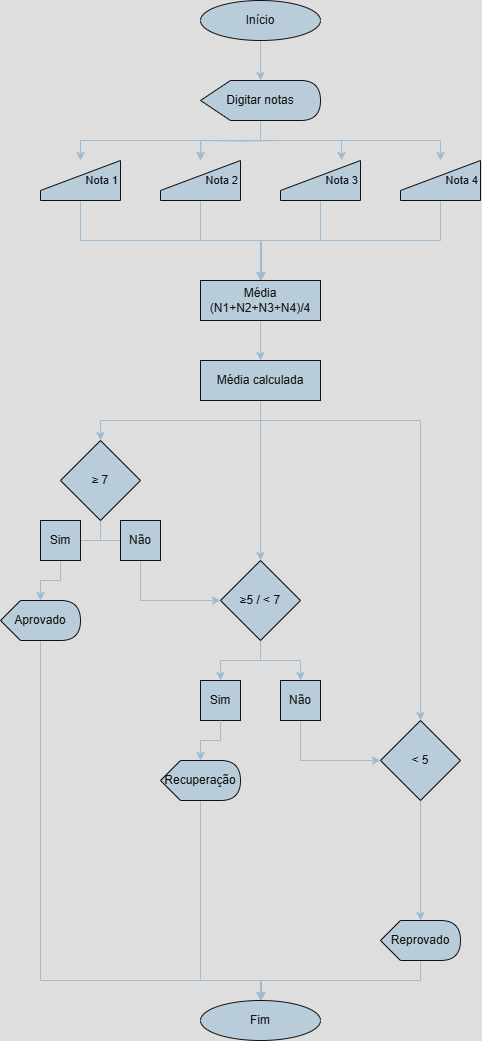 Início
Digitar notas
Nota 1
Nota 2
Nota 3
Nota 4
Média
(N1+N2+N3+N4)/4
Média calculada
≥ 7
Sim
Não
≥5 / < 7
Aprovado
Sim
Não
< 5
Recuperação
Reprovado
Fim